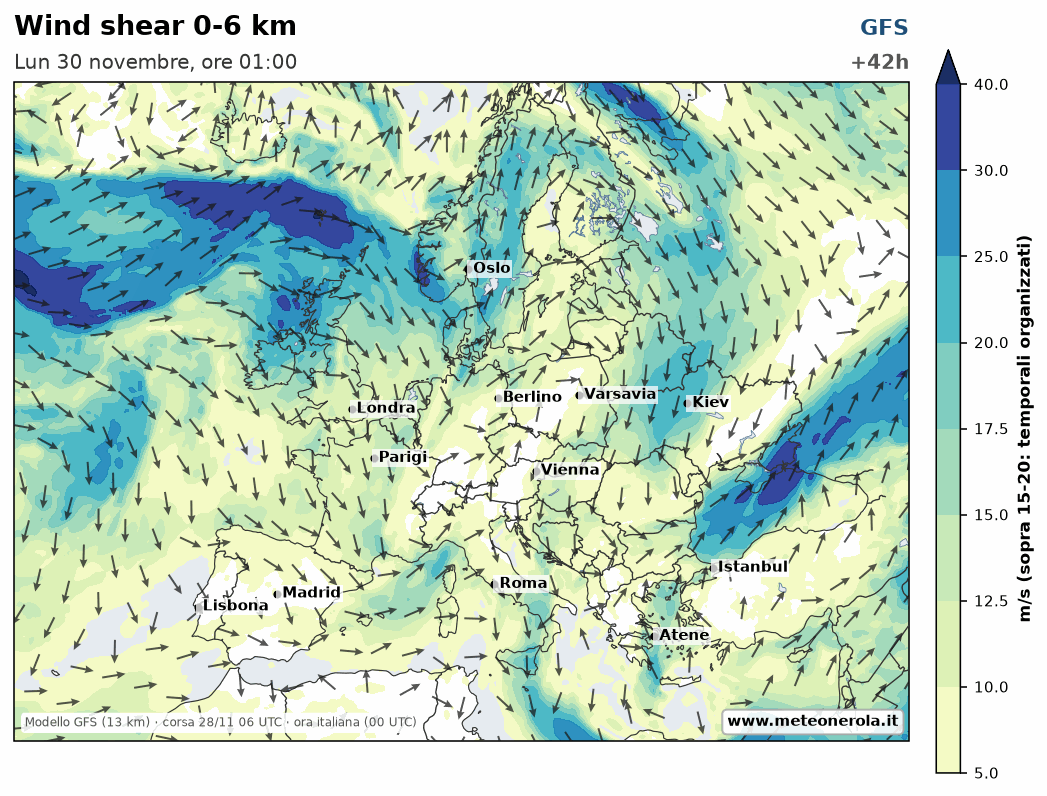 Wind shear 0-6 km
GFS
Lun 30 novembre, ore 01:00
+42h
Oslo
Berlino
Varsavia
Kiev
Londra
Parigi
Vienna
Istanbul
Roma
Madrid
Lisbona
Atene
Modello GFS (13 km) · corsa 28/11 06 UTC · ora italiana (00 UTC)
www.meteonerola.it
40.0
30.0
25.0
20.0
17.5
15.0
12.5
10.0
5.0
m/s (sopra 15-20: temporali organizzati)